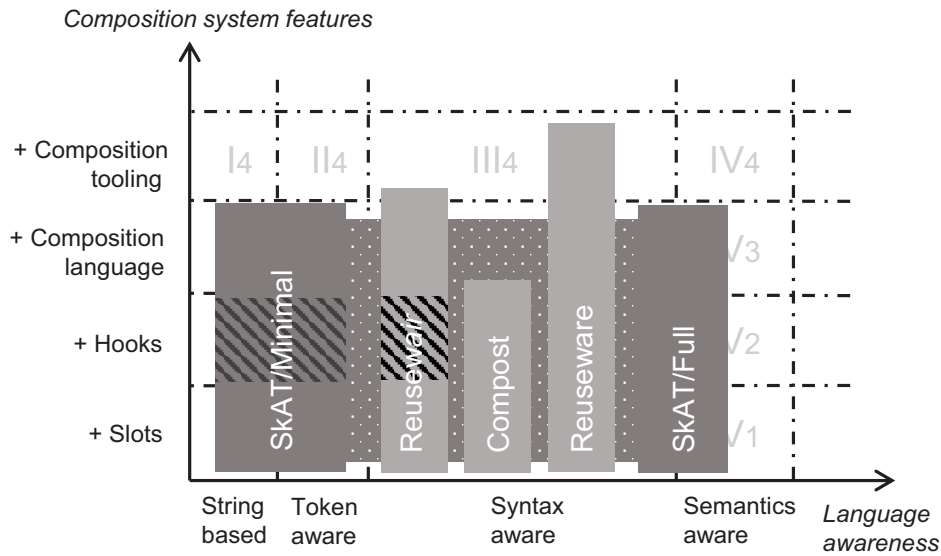 Composition system features
+ Composition
tooling
I4
II4
III4
IV4
+ Composition
language
V3
+ Hooks
V2
+ Slots
V1
SkAT/Minimal
Reusewair
Compost
Reuseware
SkAT/Full
String
based
Token
aware
Syntax
aware
Semantics
aware
Language
awareness